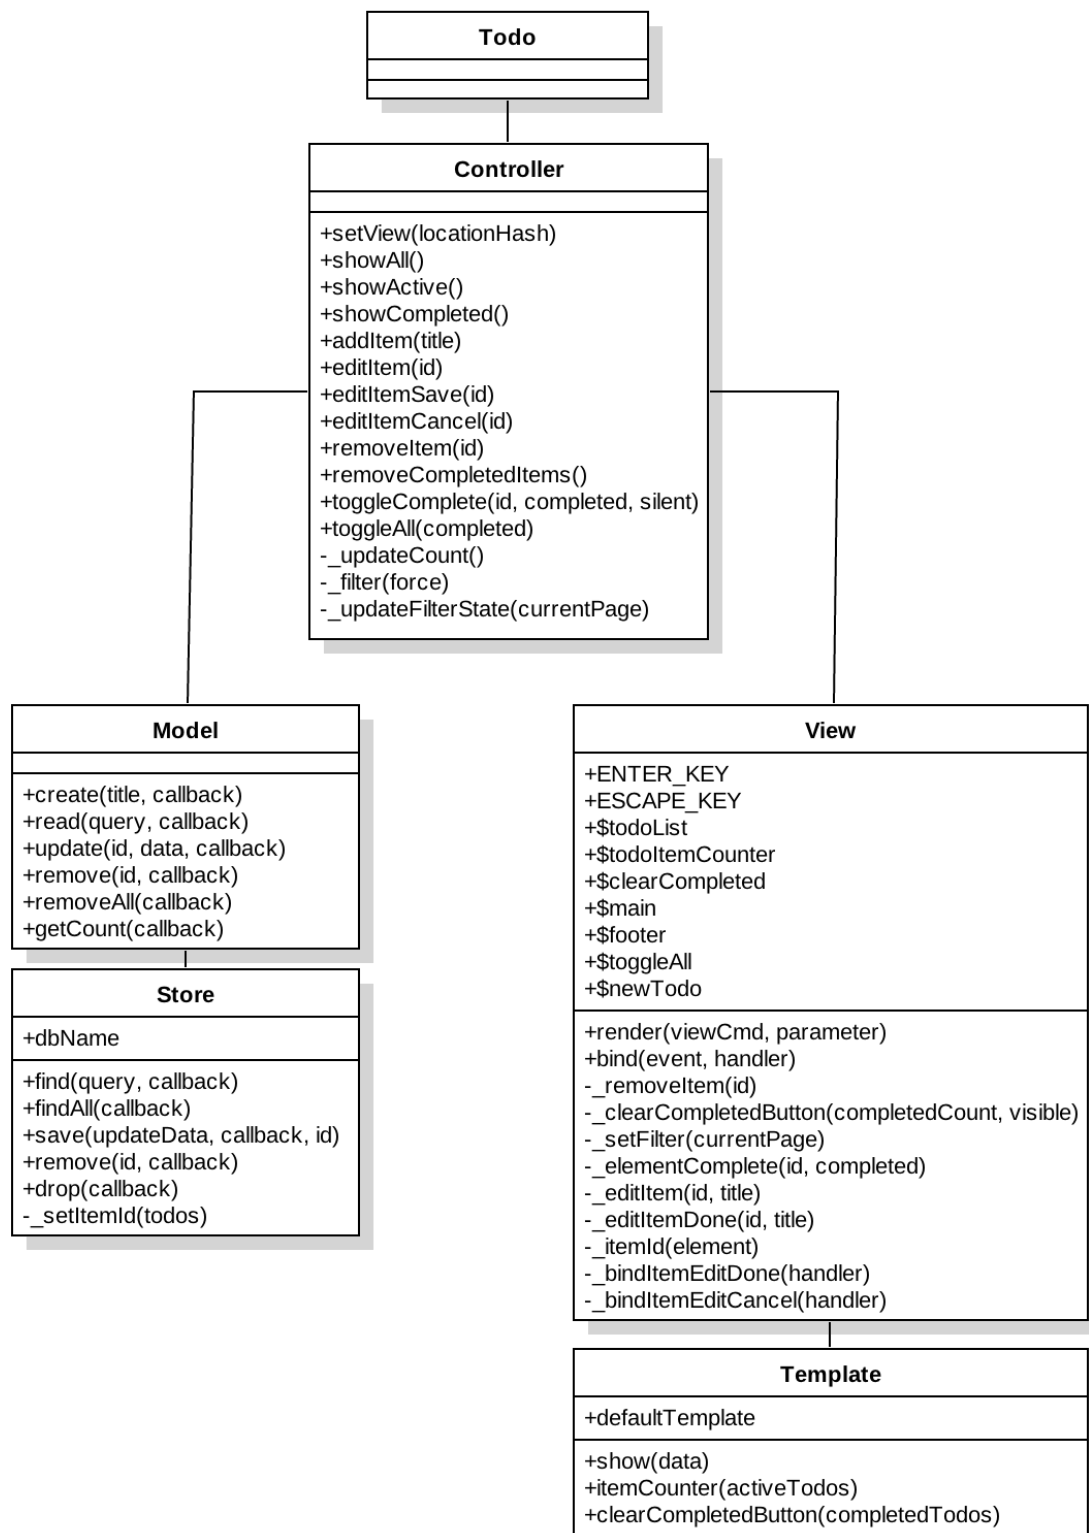 Todo
Controller
+setView(locationHash)
+showAll()
+showActive()
+showCompleted()
+addItem(title)
+editItem(id)
+editItemSave(id)
+editItemCancel(id)
+removeItem(id)
+removeCompletedItems()
+toggleComplete(id, completed, silent)
+toggleAll(completed)
-_updateCount()
-_filter(force)
-_updateFilterState(currentPage)
Model
+create(title, callback)
+read(query, callback)
+update(id, data, callback)
+remove(id, callback)
+removeAll(callback)
+getCount(callback)
Store
+dbName
+find(query, callback)
+findAll(callback)
+save(updateData, callback, id)
+remove(id, callback)
+drop(callback)
-_setItemId(todos)
View
+ENTER_KEY
+ESCAPE_KEY
+$todoList
+$todoItemCounter
+$clearCompleted
+$main
+$footer
+$toggleAll
+$newTodo
+render(viewCmd, parameter)
+bind(event, handler)
-_removeItem(id)
-_clearCompletedButton(completedCount, visible)
-_setFilter(currentPage)
-_elementComplete(id, completed)
-_editItem(id, title)
-_editItemDone(id, title)
-_itemId(element)
-_bindItemEditDone(handler)
-_bindItemEditCancel(handler)
Template
+defaultTemplate
+show(data)
+itemCounter(activeTodos)
+clearCompletedButton(completedTodos)